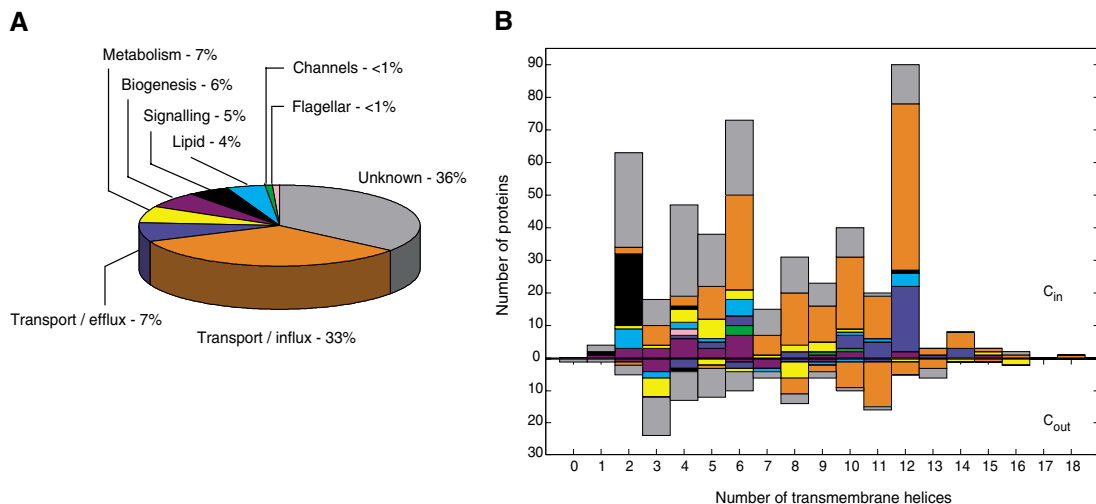 A
Metabolism - 7%
Biogenesis - 6%
Signalling - 5%
Lipid - 4%
Channels - <1%
Flagellar - <1%
Unknown - 36%
Transport / efflux - 7%
Transport / influx - 33%
B
Number of proteins
90
80
70
60
50
40
30
20
10
0
10
20
30
C in
C out
0 1 2 3 4 5 6 7 8 9 10 11 12 13 14 15 16 17 18
Number of transmembrane helices